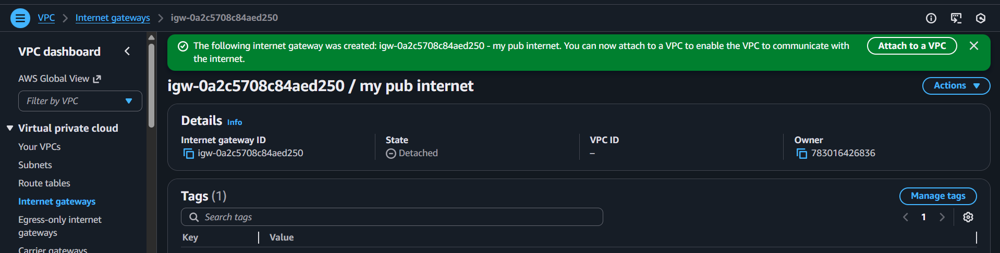 VPC > Internet gateways > igw-0a2c5708c84aed250
VPC dashboard
AWS Global View
Filter by VPC
Virtual private cloud
Your VPCs
Subnets
Route tables
Internet gateways
Egress-only internet
gateways
Carrier gateways
The following internet gateway was created: igw-0a2c5708c84aed250 - my pub internet. You can now attach to a VPC to enable the VPC to communicate with
the internet.
Attach to a VPC
igw-0a2c5708c84aed250 / my pub internet
Actions
Details Info
Internet gateway ID
igw-0a2c5708c84aed250
State
Detached
VPC ID
–
Owner
783016426836
Tags (1)
Manage tags
Search tags
1
Key
Value